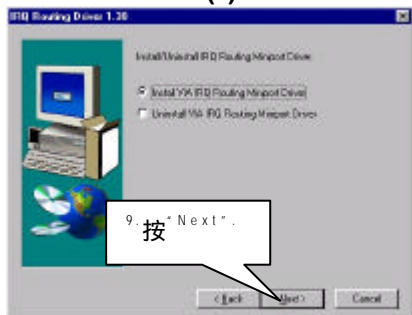 IRQ Routing Driver 1.30
Install/Uninstall IRQ Routing Miniport Driver.
Install VIA IRQ Routing Miniport Driver
Uninstall VIA IRQ Routing Miniport Driver
9. 按 "Next".
< Back Next > Cancel